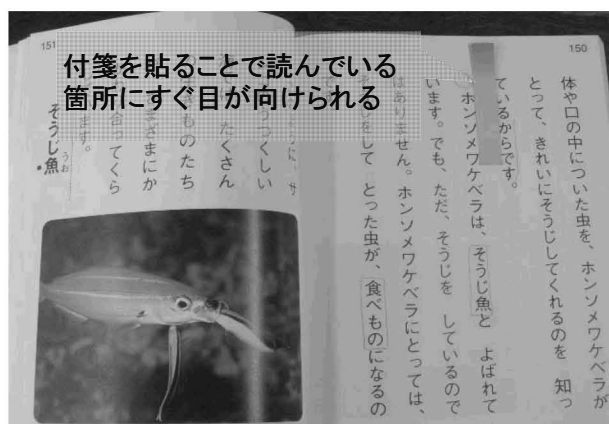 付箋を貼ることで読んでいる
箇所にすぐ目が向けられる
150
体や口の中についた虫を、ホンソメワケベラが
とって、きれいにそうじしてくれるのを 知っ
ているからです。
ホンソメワケベラは、そうじ魚と よばれて
います。でも、ただ、そうじを しているので
はありません。ホンソメワケベラにとっては、
をして とった虫が、食べものになるの
151
っくしい
たくさん
きものたち
まざまにか
合ってくら
ます。
そうじ魚
うお